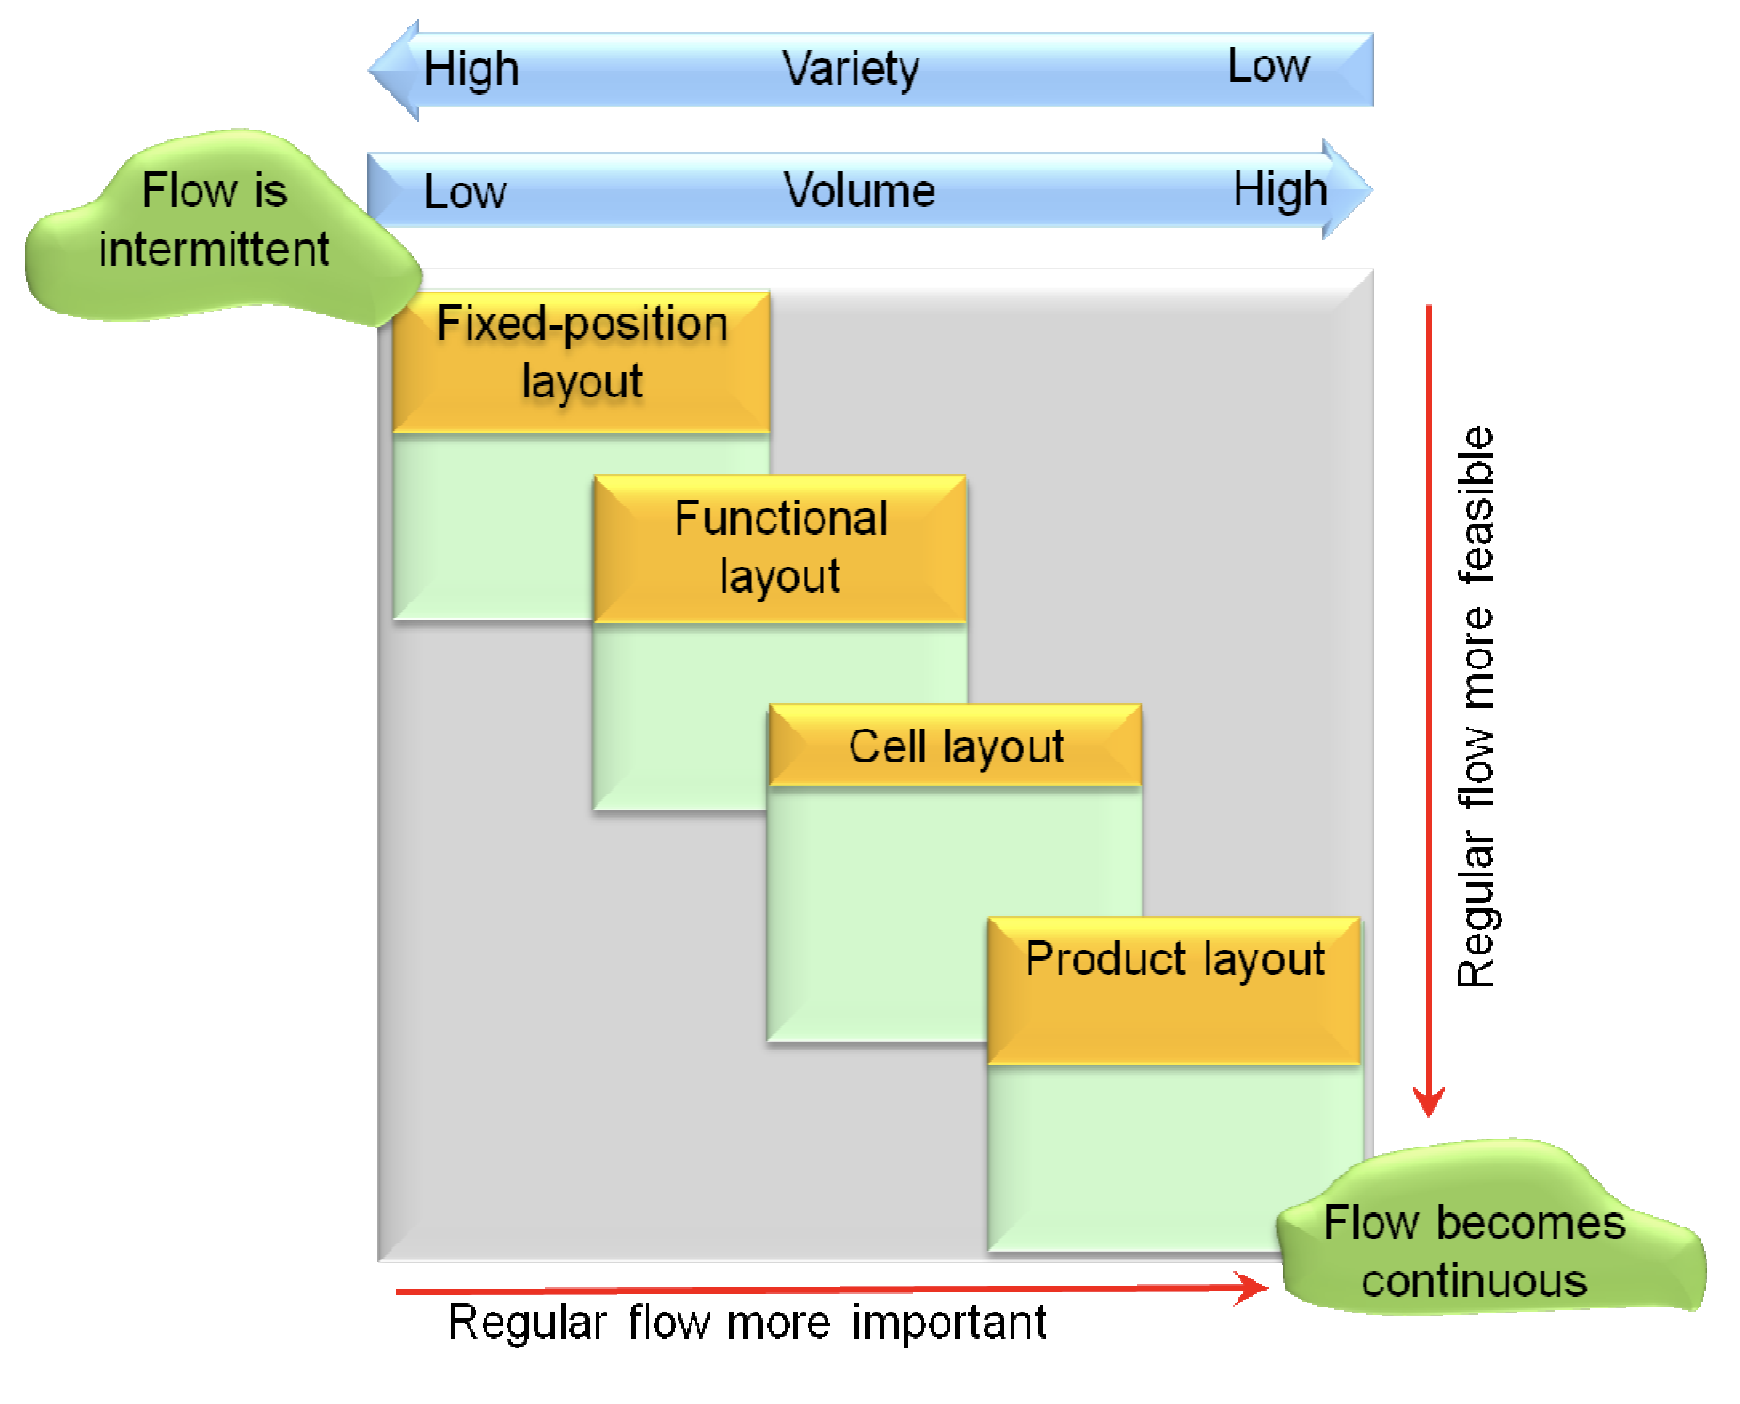 High Variety Low
Low Volume High
Flow is
intermittent
Fixed-position
layout
Functional
layout
Cell layout
Product layout
Regular flow more feasible
Flow becomes
continuous
Regular flow more important